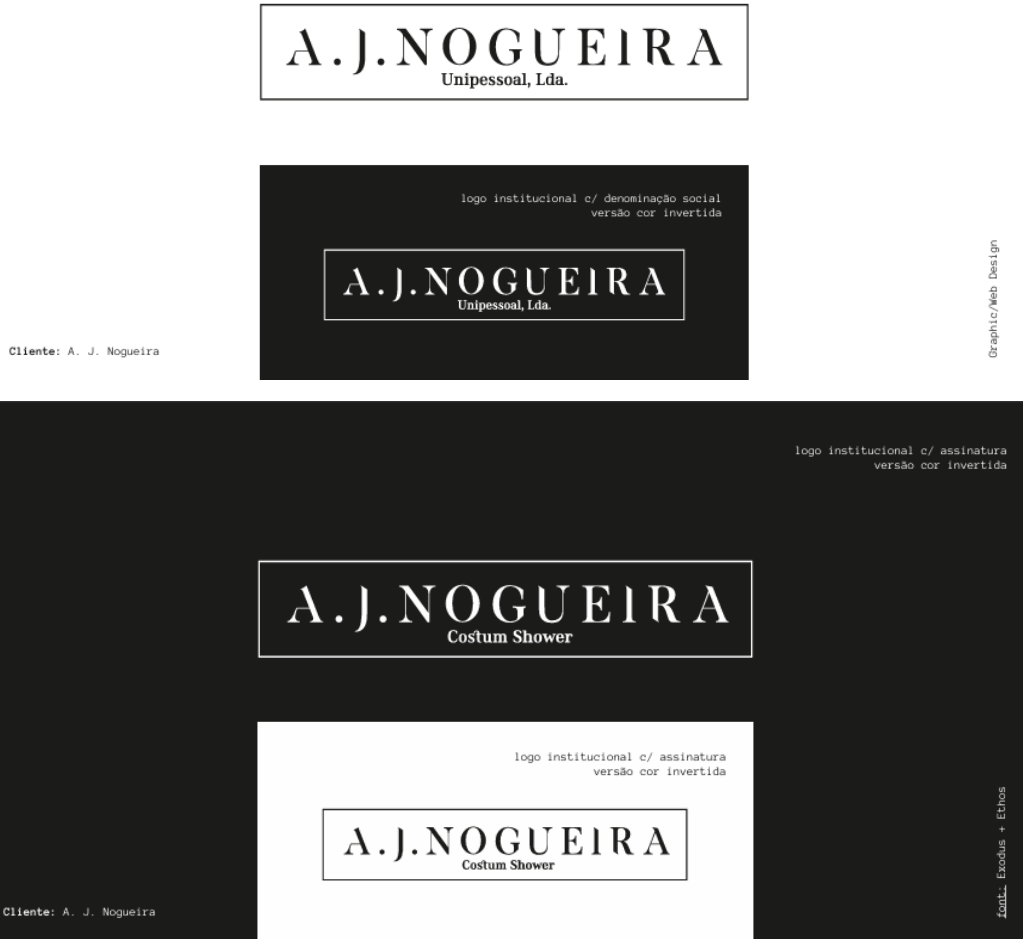 A.J.NOGUEIRA
Unipessoal, Lda.
logo institucional c/ denominação social
versão cor invertida
A.J.NOGUEIRA
Unipessoal, Lda.
Graphic/Web Design
Cliente: A. J. Nogueira
logo institucional c/ assinatura
versão cor invertida
A.J.NOGUEIRA
Costum Shower
logo institucional c/ assinatura
versão cor invertida
A.J.NOGUEIRA
Costum Shower
font: Exodus + Ethos
Cliente: A. J. Nogueira